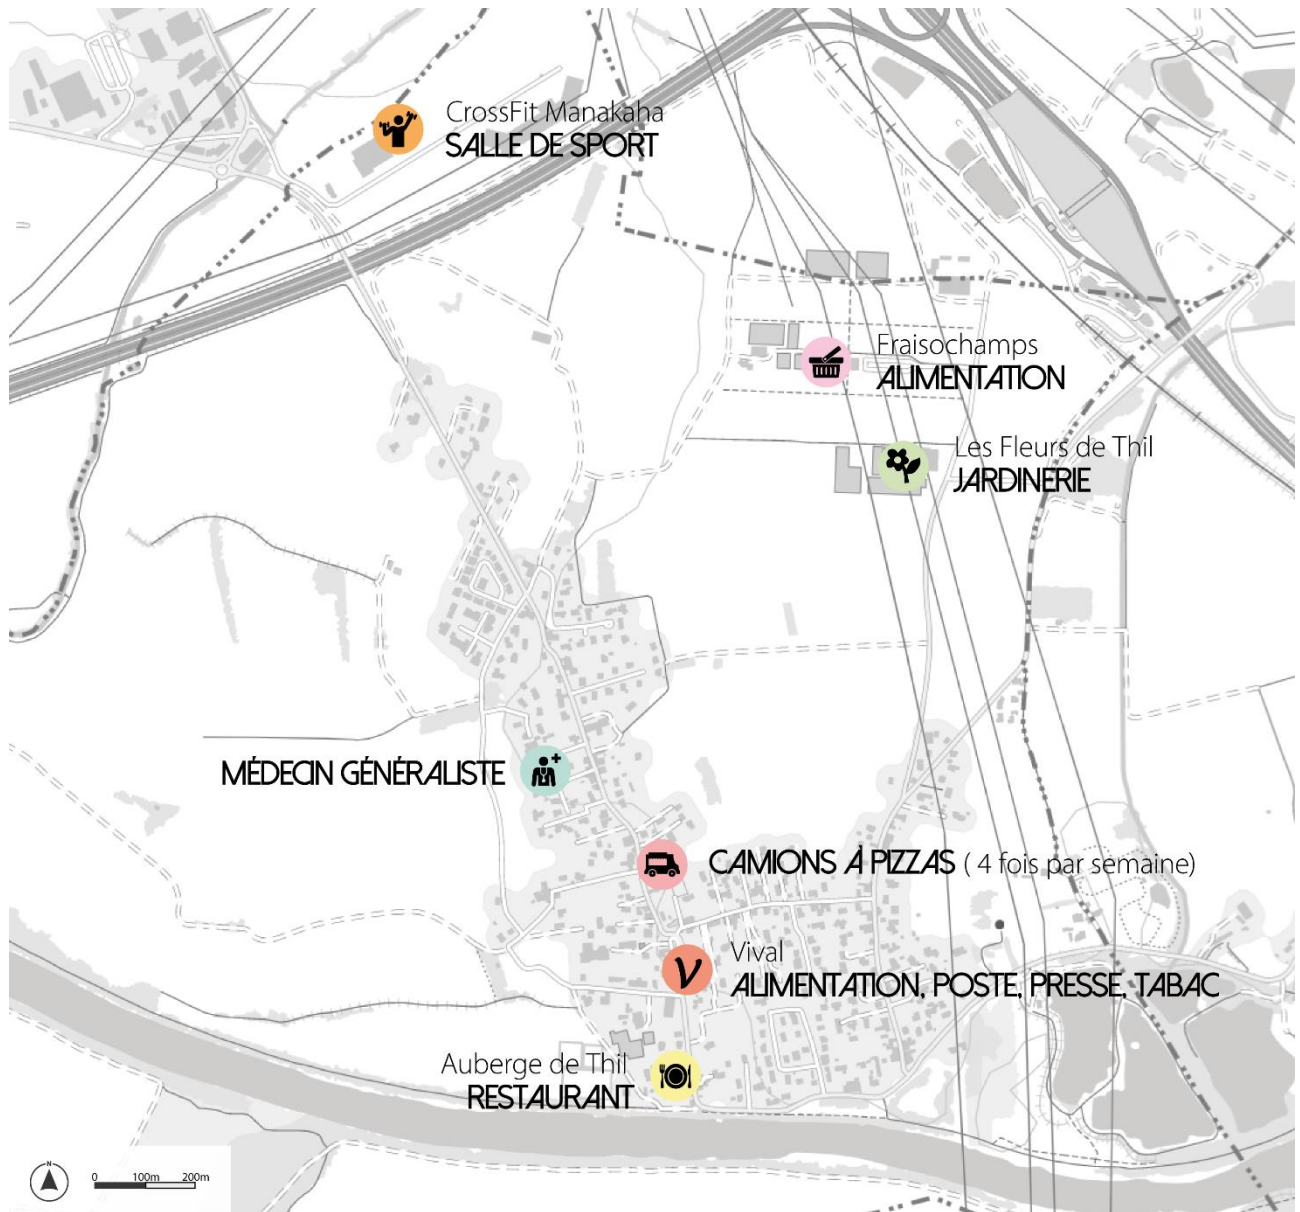 CrossFit Manakaha
SALLE DE SPORT
Fraisochamps
ALIMENTATION
Les Fleurs de Thil
JARDINERIE
MÉDECIN GÉNÉRALISTE
CAMIONS À PIZZAS ( 4 fois par semaine)
V
Vival
ALIMENTATION, POSTE, PRESSE, TABAC
Auberge de Thil
RESTAURANT
N
0 100m 200m